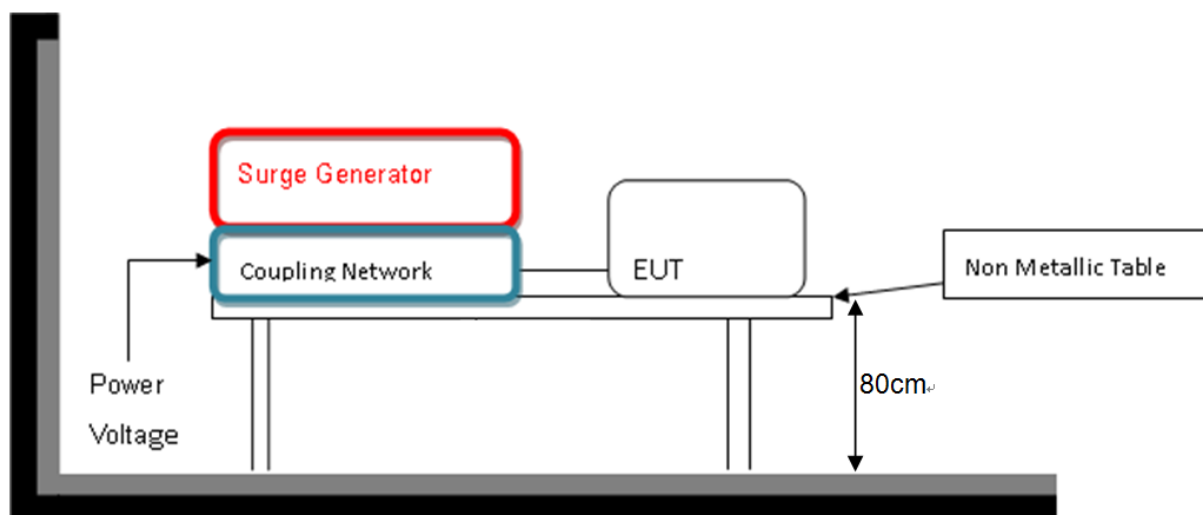 Surge Generator
Coupling Network
EUT
Non Metallic Table
Power
Voltage
80cm